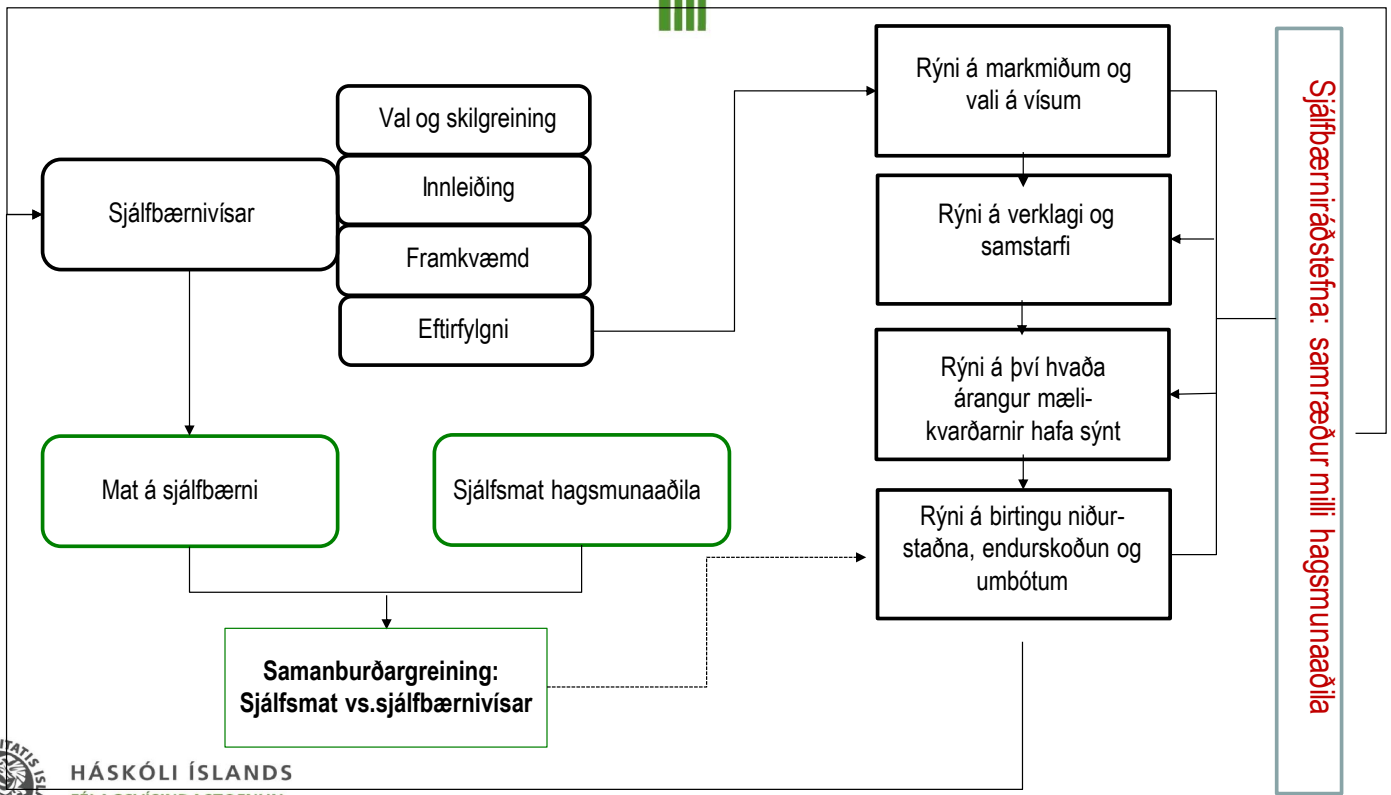 Val og skilgreining
Innleiðing
Framkvæmd
Eftirfylgni
Sjálfbærnivísar
Mat á sjálfbærni
Sjálfsmat hagsmunaaðila
Samanburðargreining:
Sjálfsmat vs.sjálfbærnivísar
Rýni á markmiðum og
vali á vísum
Rýni á verklagi og
samstarfi
Rýni á því hvaða
árangur mæli-
kvarðarnir hafa sýnt
Rýni á birtingu niður-
staðna, endurskoðun og
umbótum
Sjálfbærniráðstefna: samræður milli hagsmunaaðila
HÁSKÓLI ÍSLANDS